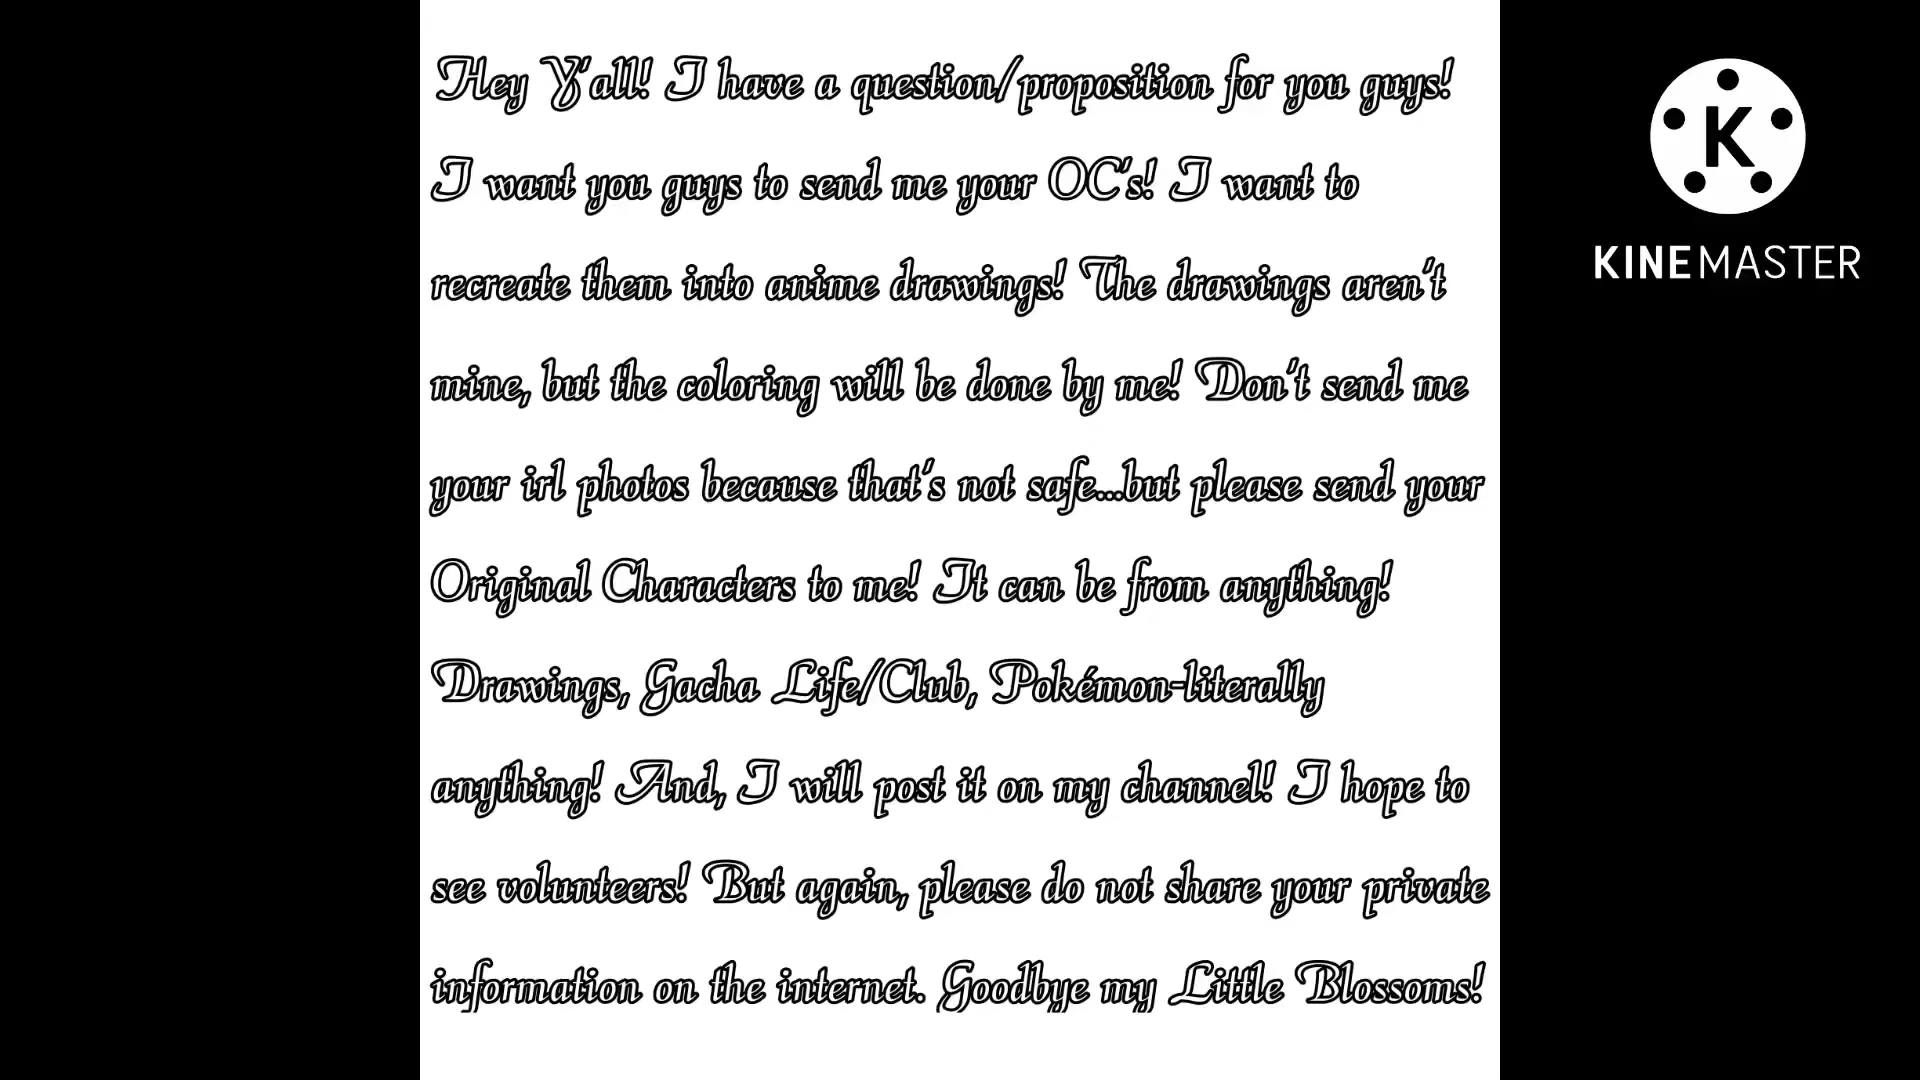 Hey Y'all! I have a question/proposition for you guys!
I want you guys to send me your OC's! I want to
recreate them into anime drawings! The drawings aren't
mine, but the coloring will be done by me! Don't send me
your irl photos because that's not safe...but please send your
Original Characters to me! It can be from anything!
Drawings, Gacha Life/Club, Pokémon-literally
anything! And, I will post it on my channel! I hope to
see volunteers! But again, please do not share your private
information on the internet. Goodbye my Little Blossoms!
K
KINEMASTER